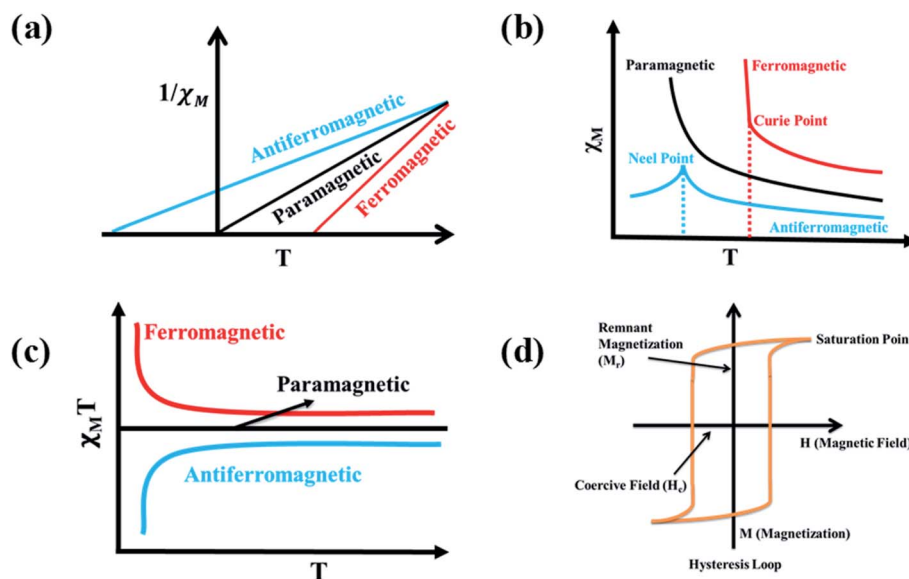 (a)
1/χM
Antiferromagnetic
Paramagnetic
Ferromagnetic
T
(b)
χM
Paramagnetic
Ferromagnetic
Curie Point
Neel Point
Antiferromagnetic
T
(c)
χMT
Ferromagnetic
Paramagnetic
Antiferromagnetic
T
(d)
Remnant
Magnetization
(Mr)
Saturation Point
H (Magnetic Field)
Coercive Field (Hc)
M (Magnetization)
Hysteresis Loop